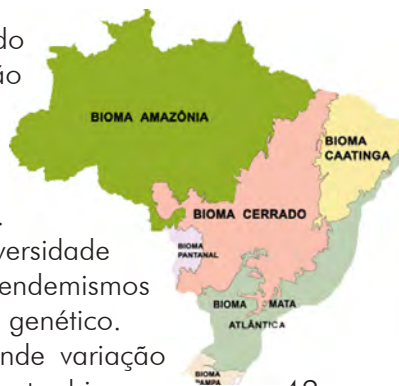 do
ão
BIOMA AMAZÔNIA
BIOMA
CAATINGA
.
BIOMA CERRADO
versidade
BIOMA
PANTANAL
endemismos
genético.
BIOMA MATA
ATLÂNTICA
nde variação
BIOMA